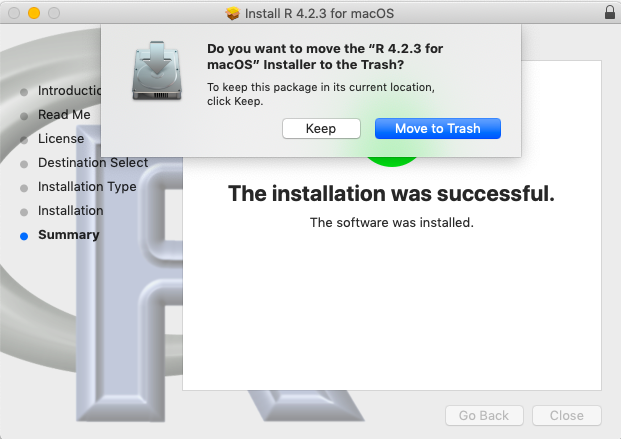 Install R 4.2.3 for macOS
Do you want to move the “R 4.2.3 for
macOS” Installer to the Trash?
To keep this package in its current location,
click Keep.
Keep
Move to Trash
Introductic
Read Me
License
Destination Select
Installation Type
Installation
Summary
The installation was successful.
The software was installed.
Go Back
Close
R